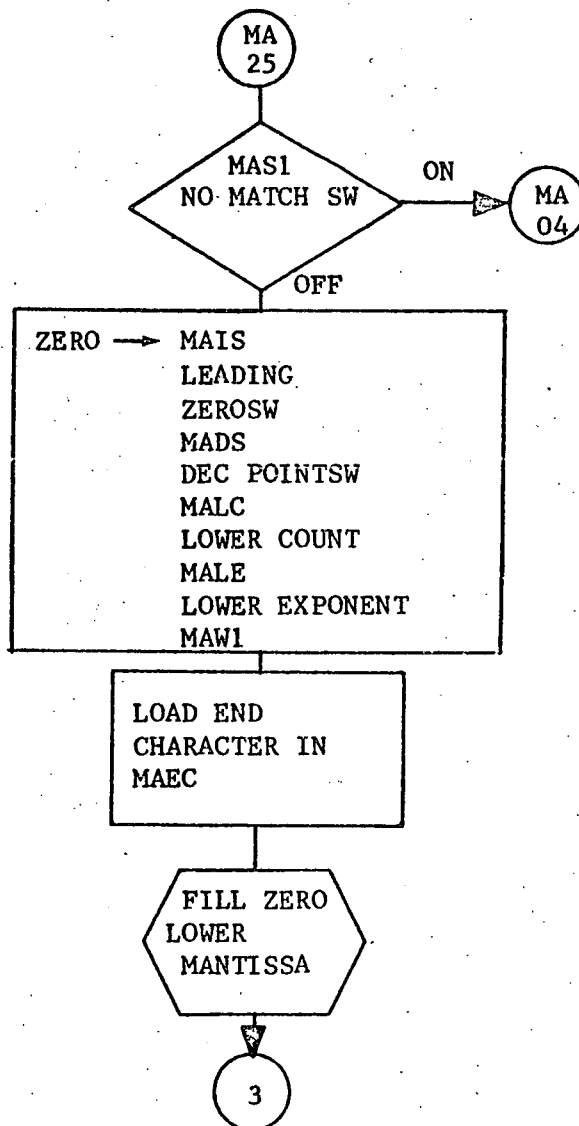 MA
25
MAS1
NO MATCH SW
ON
MA
04
OFF
ZERO → MAIS
LEADING
ZEROSW
MADS
DEC POINTSW
MALC
LOWER COUNT
MALE
LOWER EXPONENT
MAW1
LOAD END
CHARACTER IN
MAEC
FILL ZERO
LOWER
MANTISSA
3